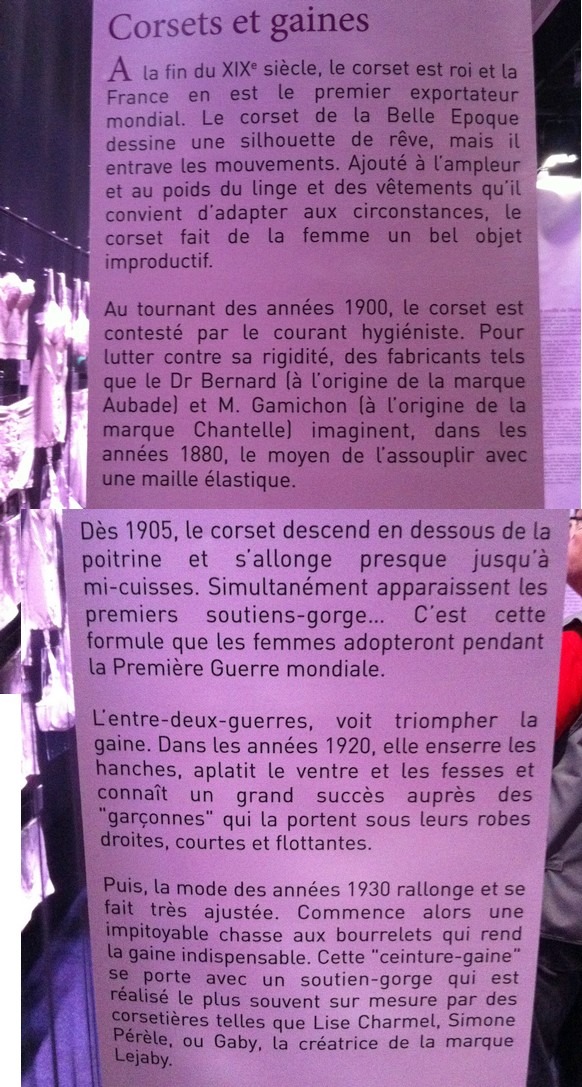 Corsets et gaines
A la fin du XIXe siècle, le corset est roi et la
France en est le premier exportateur
mondial. Le corset de la Belle Epoque
dessine une silhouette de rêve, mais il
entrave les mouvements. Ajouté à l'ampleur
et au poids du linge et des vêtements qu'il
convient d'adapter aux circonstances, le
corset fait de la femme un bel objet
improductif.
Au tournant des années 1900, le corset est
contesté par le courant hygiéniste. Pour
lutter contre sa rigidité, des fabricants tels
que le Dr Bernard (à l'origine de la marque
Aubade) et M. Gamichon (à l'origine de la
marque Chantelle) imaginent, dans les
années 1880, le moyen de l'assouplir avec
une maille élastique.
Dès 1905, le corset descend en dessous de la
poitrine et s'allonge presque jusqu'à
mi-cuisses. Simultanément apparaissent les
premiers soutiens-gorge... C'est cette
formule que les femmes adopteront pendant
la Première Guerre mondiale.
L'entre-deux-guerres, voit triompher la
gaine. Dans les années 1920, elle enserre les
hanches, aplatit le ventre et les fesses et
connaît un grand succès auprès des
"garçonnes" qui la portent sous leurs robes
droites, courtes et flottantes.
Puis, la mode des années 1930 rallonge et se
fait très ajustée. Commence alors une
impitoyable chasse aux bourrelets qui rend
la gaine indispensable. Cette "ceinture-gaine"
se porte avec un soutien-gorge qui est
réalisé le plus souvent sur mesure par des
corsetières telles que Lise Charmel, Simone
Pérèle, ou Gaby, la créatrice de la marque
Lejaby.